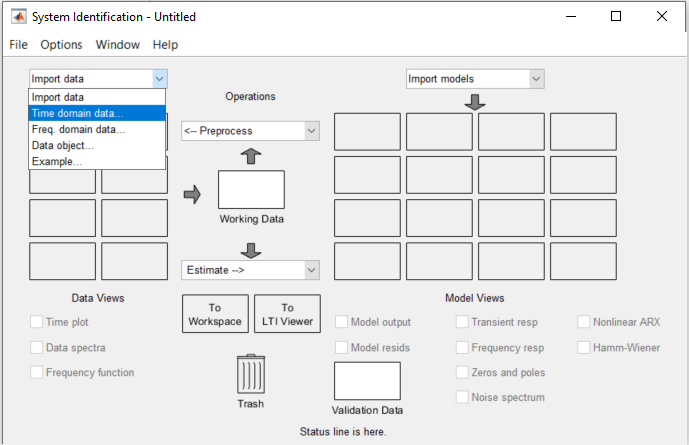 System Identification - Untitled
File Options Window Help
Import data
Import data
Time domain data...
Freq. domain data...
Data object...
Example...
Operations
<-- Preprocess
Working Data
Estimate -->
Import models
Data Views
Time plot
Data spectra
Frequency function
To
Workspace
To
LTI Viewer
Trash
Model Views
Model output
Model resids
Transient resp
Frequency resp
Zeros and poles
Noise spectrum
Nonlinear ARX
Hamm-Wiener
Validation Data
Status line is here.